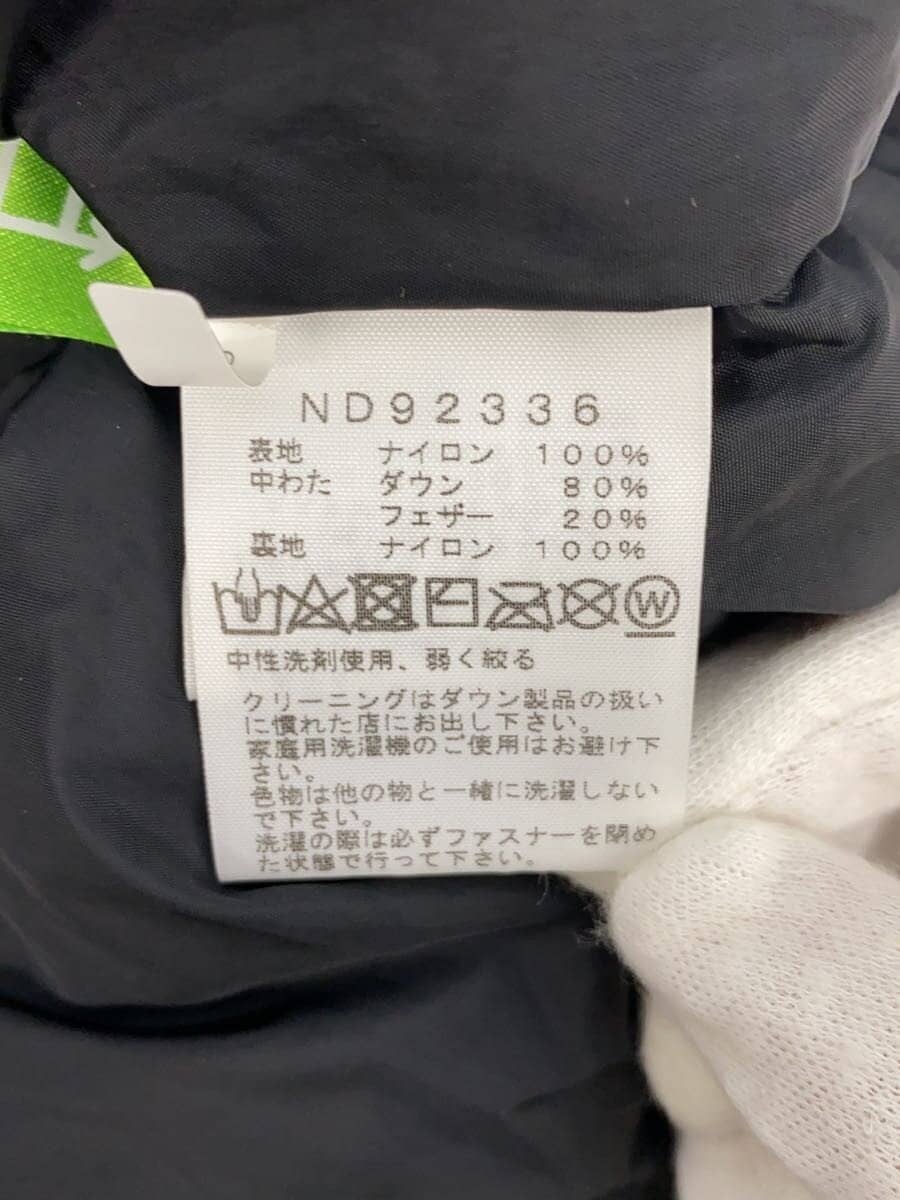 ND92336
表地 ナイロン 100%
中わた ダウン 80%
フェザー 20%
裏地 ナイロン 100%
W
中性洗剤使用、弱く絞る
クリーニングはダウン製品の扱い
に慣れた店にお出し下さい。
家庭用洗濯機のご使用はお避け下
さい。
色物は他の物と一緒に洗濯しない
で下さい。
洗濯の際は必ずファスナーを閉め
た状態で行って下さい。